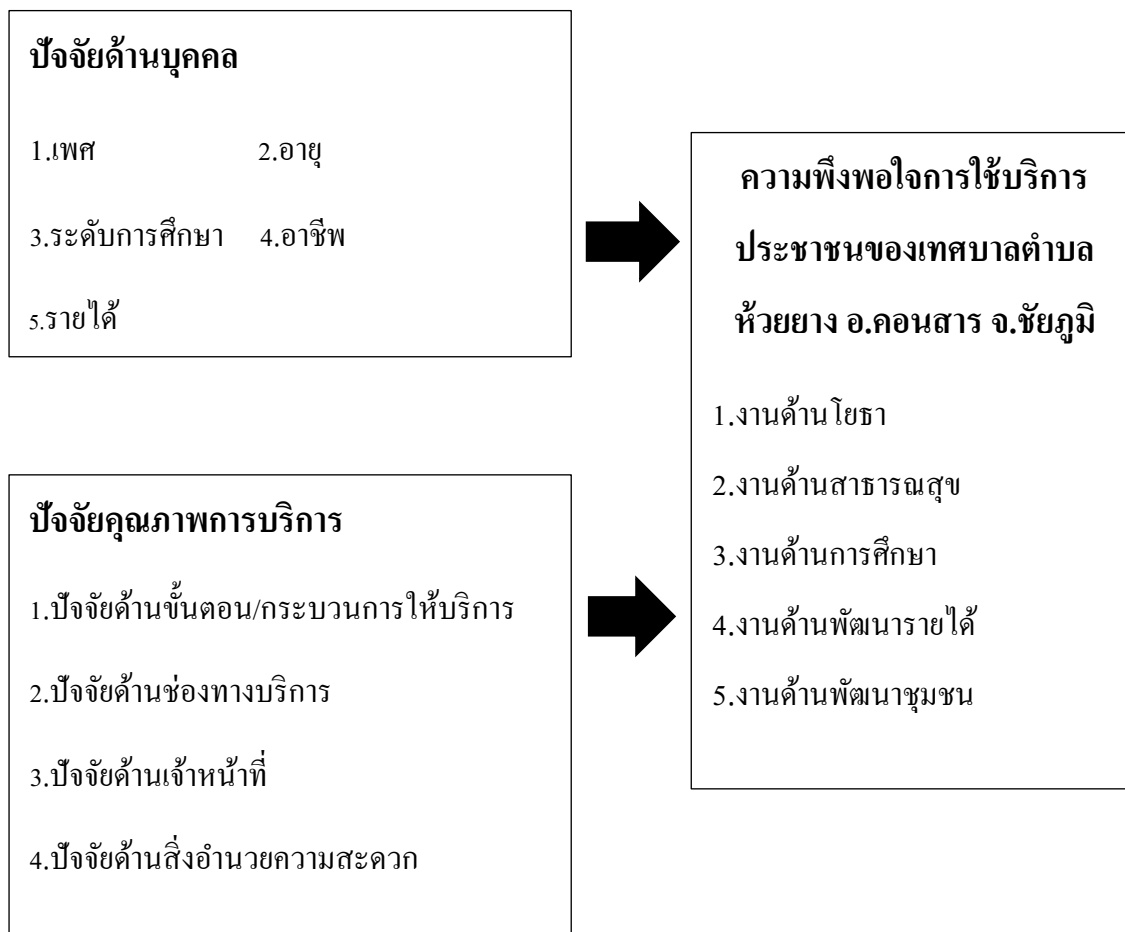 ปัจจัยด้านบุคคล
1.เพศ 2.อายุ
3.ระดับการศึกษา 4.อาชีพ
5.รายได้
ปัจจัยคุณภาพการบริการ
1.ปัจจัยด้านขั้นตอน/กระบวนการให้บริการ
2.ปัจจัยด้านช่องทางบริการ
3.ปัจจัยด้านเจ้าหน้าที่
4.ปัจจัยด้านสิ่งอำนวยความสะดวก
ความพึงพอใจการใช้บริการ
ประชาชนของเทศบาลตำบล
ห้วยยาง อ.คอนสาร จ.ชัยภูมิ
1.งานด้านโยธา
2.งานด้านสาธารณสุข
3.งานด้านการศึกษา
4.งานด้านพัฒนารายได้
5.งานด้านพัฒนาชุมชน